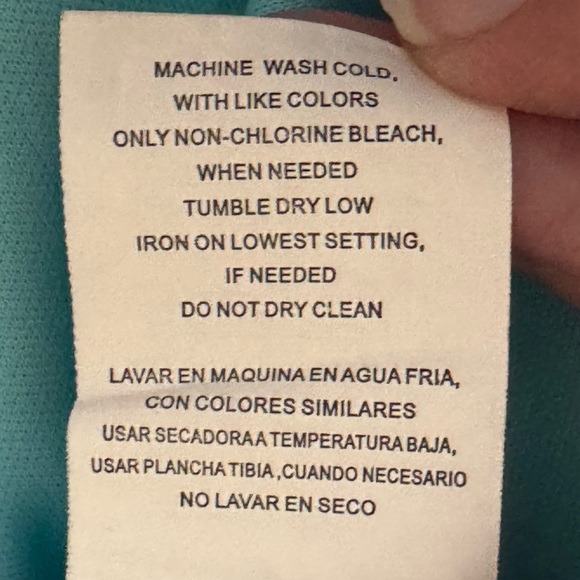 MACHINE WASH COLD,
WITH LIKE COLORS
ONLY NON-CHLORINE BLEACH,
WHEN NEEDED
TUMBLE DRY LOW
IRON ON LOWEST SETTING,
IF NEEDED
DO NOT DRY CLEAN
LAVAR EN MAQUINA EN AGUA FRIA,
CON COLORES SIMILARES
USAR SECADORA A TEMPERATURA BAJA,
USAR PLANCHA TIBIA ,CUANDO NECESARIO
NO LAVAR EN SECO